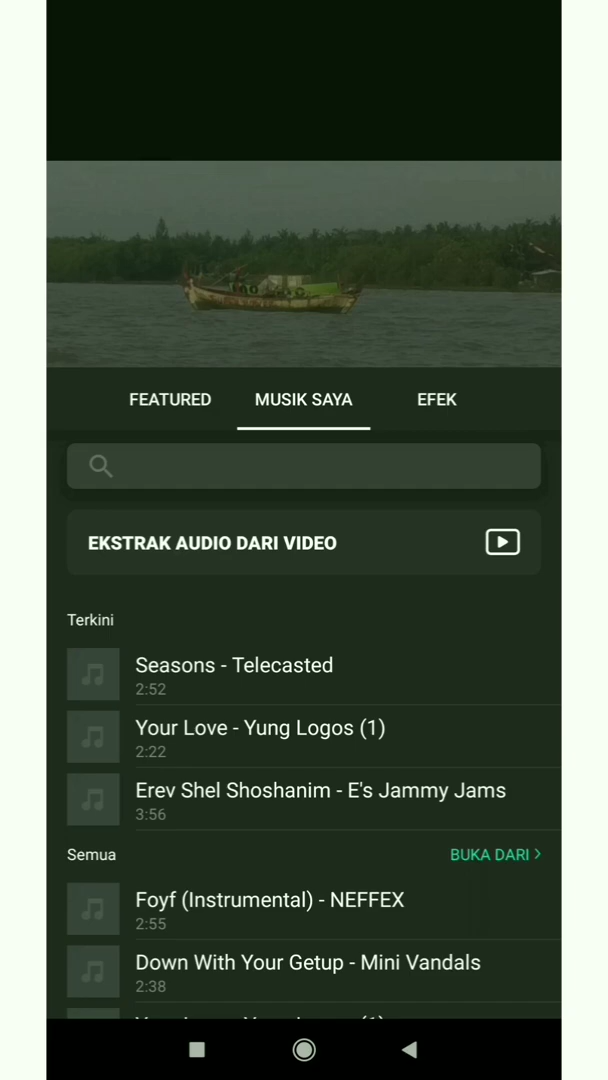 FEATURED MUSIK SAYA EFEK
EKSTRAK AUDIO DARI VIDEO
Terkini
Seasons - Telecasted
2:52
Your Love - Yung Logos (1)
2:22
Erev Shel Shoshanim - E's Jammy Jams
3:56
Semua BUKA DARI >
Foyf (Instrumental) - NEFFEX
2:55
Down With Your Getup - Mini Vandals
2:38